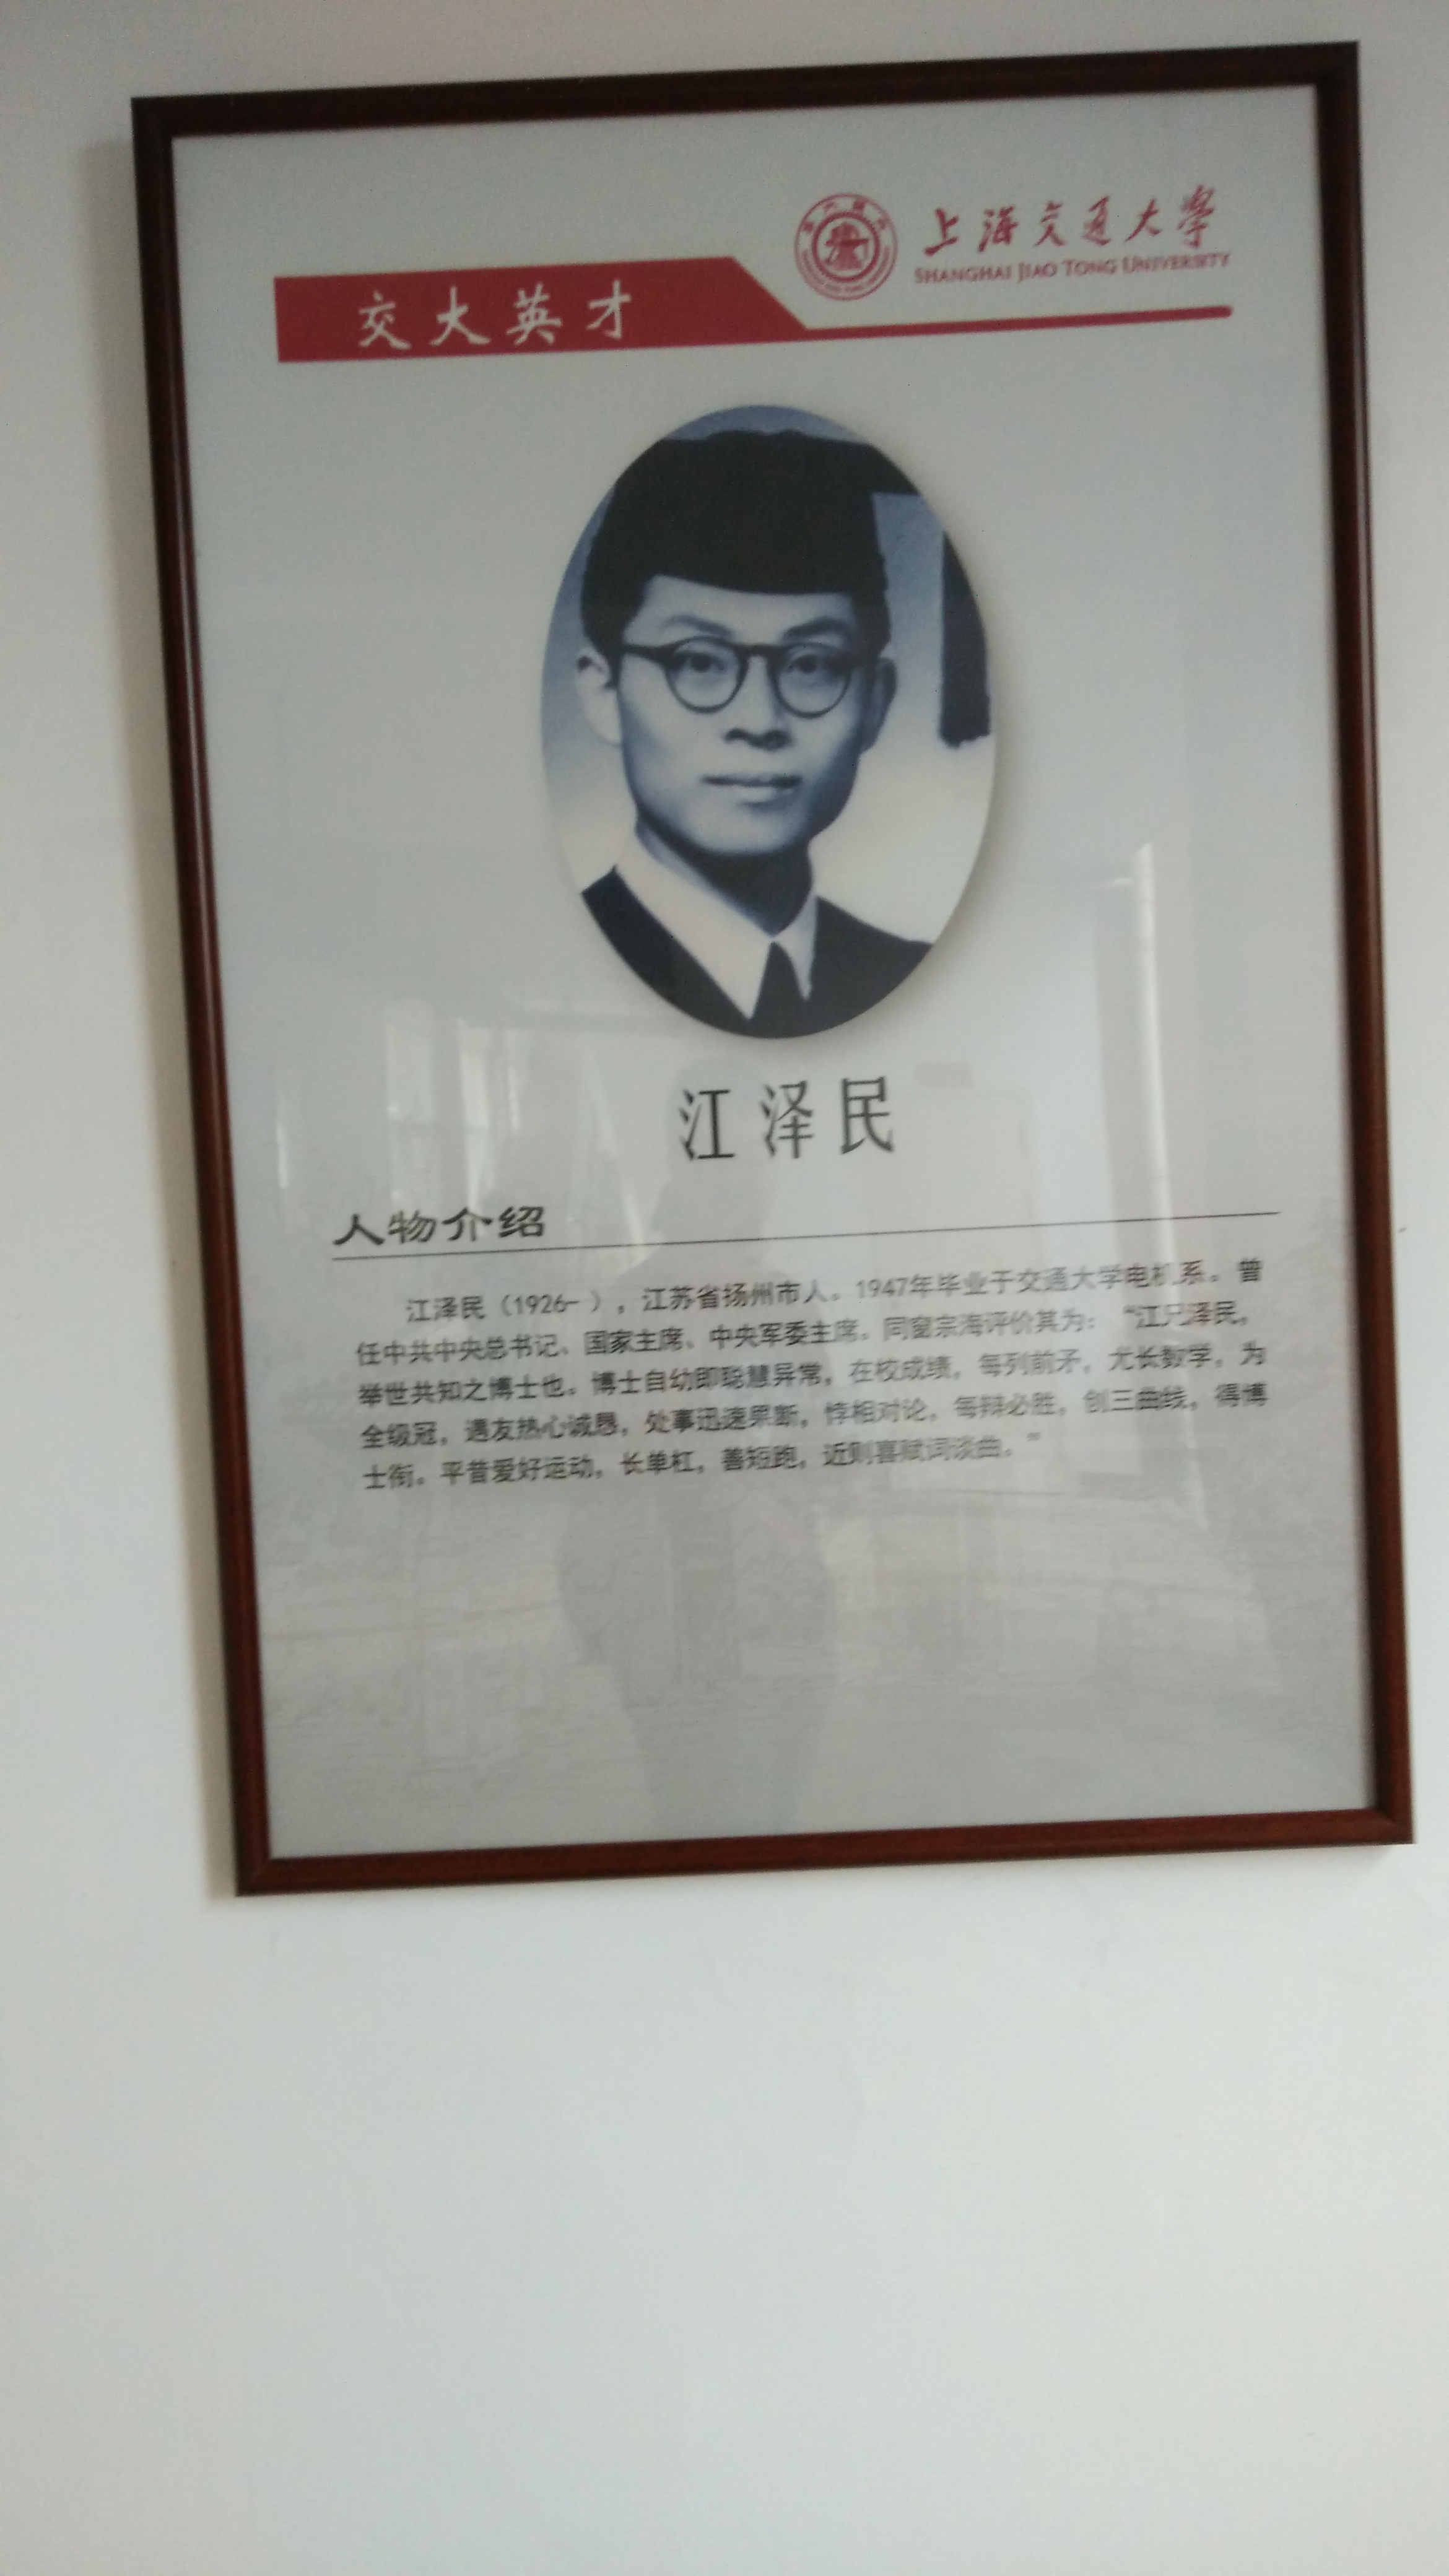 上海交通大學
SHANGHAI JIAO TONG UNIVERSITY
交大英才
江泽民
人物介绍
江泽民（1926- ），江苏省扬州市人。1947年毕业于交通大学电机系。曾
任中共中央总书记、国家主席、中央军委主席。同窗宗海评价其为：“江兄泽民，
举世共知之博士也。博士自幼即聪慧异常，在校成绩，每列前矛，尤长数学，为
全级冠，遇友热心诚恳，处事迅速果断，悖相对论，每辩必胜，创三曲线，得博
士衔。平昔爱好运动，长单杠，善短跑，近则喜赋词淡曲。”